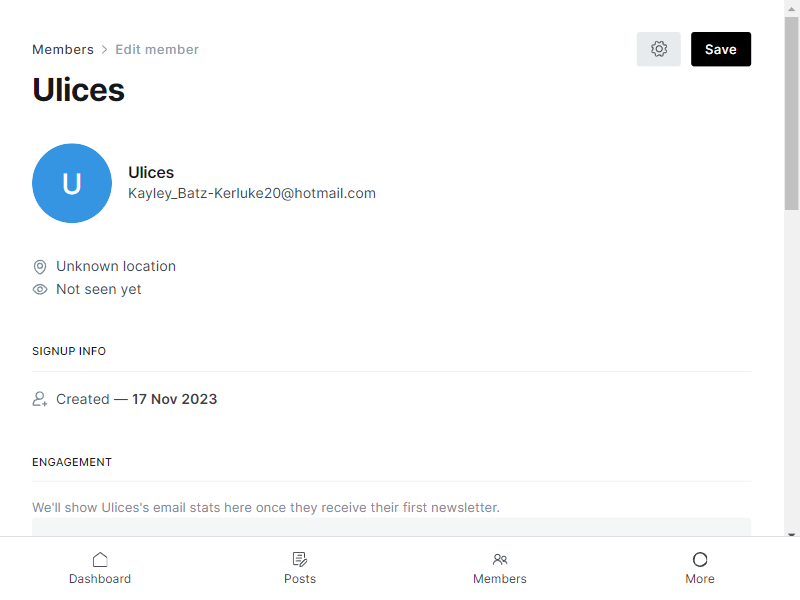 Members > Edit member
Save
Ulices
U
Ulices
Kayley_Batz-Kerluke20@hotmail.com
Unknown location
Not seen yet
SIGNUP INFO
Created — 17 Nov 2023
ENGAGEMENT
We'll show Ulices's email stats here once they receive their first newsletter.
Dashboard
Posts
Members
More